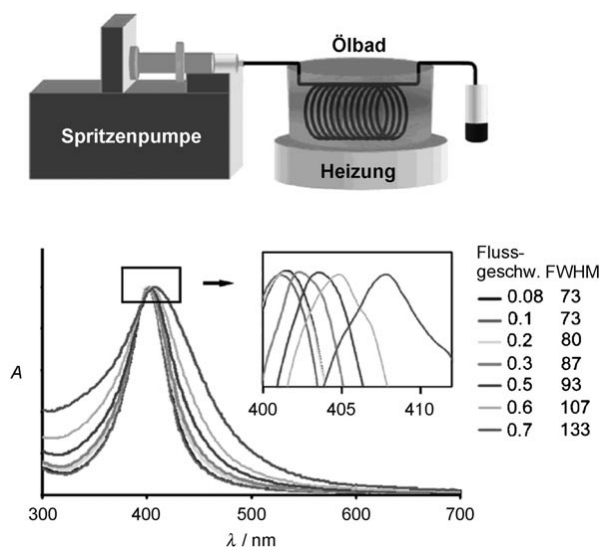 Ölbad
Spritzenpumpe
Heizung
Fluss-
geschw. FWHM
0.08 73
0.1 73
0.2 80
0.3 87
0.5 93
0.6 107
0.7 133
400 405 410
A
300 400 500 600 700
λ / nm